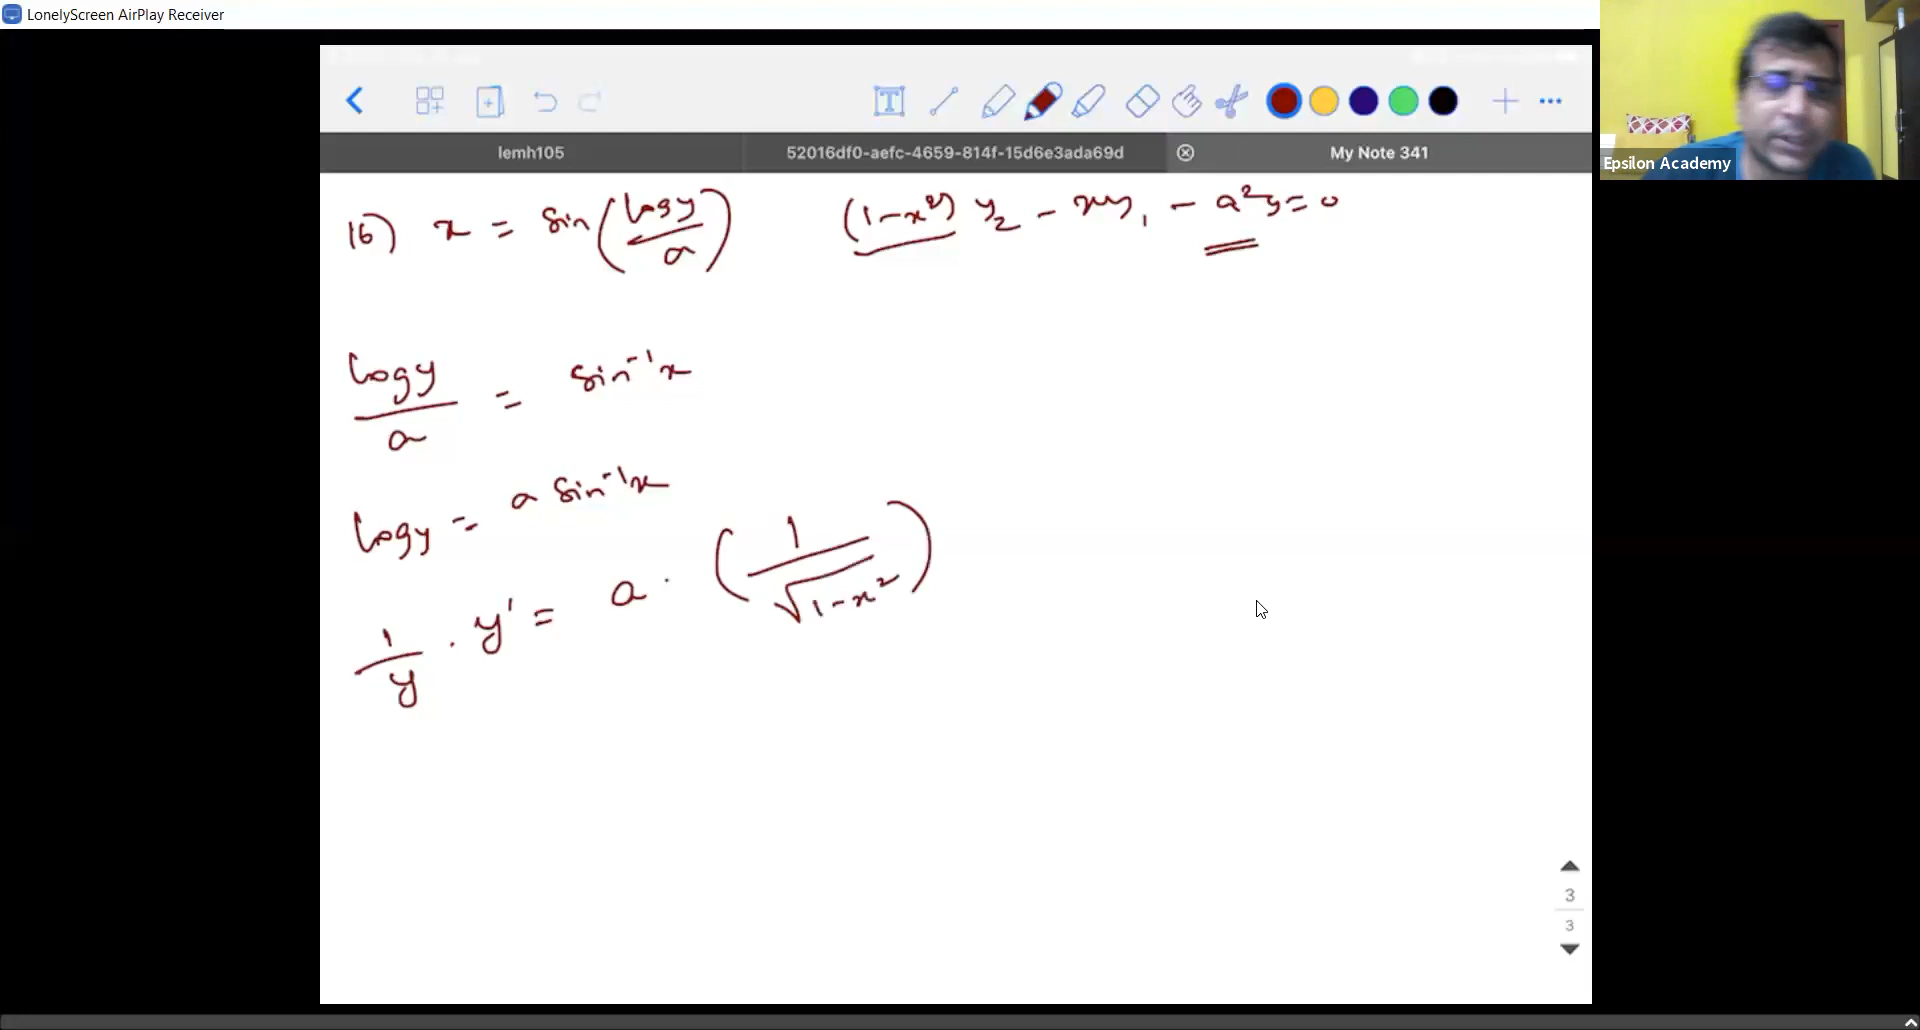 LonelyScreen AirPlay Receiver
Epsilon Academy
lemh105
52016df0-aefc-4659-814f-15d6e3ada69d
My Note 341
16) x = sin(logy/a) (1-x²) y₂ - xy₁ - a²y = 0
logy/a = sin⁻¹x
logy = a sin⁻¹x
1/y · y' = a · (1/√1-x²)
3
3